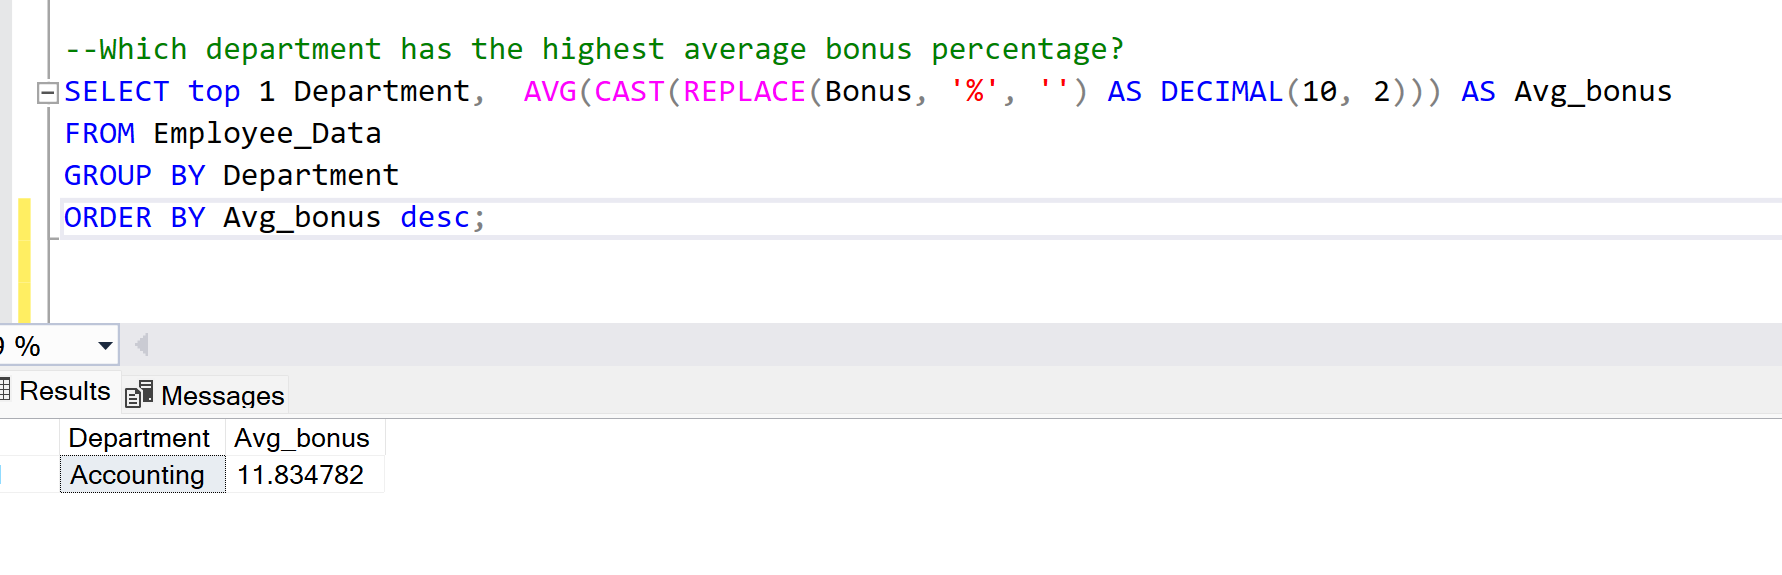 --Which department has the highest average bonus percentage?
SELECT top 1 Department,  AVG(CAST(REPLACE(Bonus, '%', '') AS DECIMAL(10, 2))) AS Avg_bonus
FROM Employee_Data
GROUP BY Department
ORDER BY Avg_bonus desc;
%
Results Messages
Department Avg_bonus
Accounting 11.834782